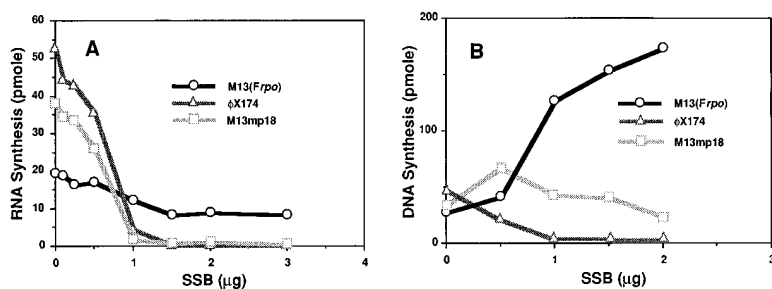 A
RNA Synthesis (pmole)
60
50
40
30
20
10
0
M13(Frpo)
ϕX174
M13mp18
0 1 2 3 4
SSB (µg)
B
DNA Synthesis (pmole)
200
100
0
M13(Frpo)
ϕX174
M13mp18
0 1 2 3
SSB (µg)